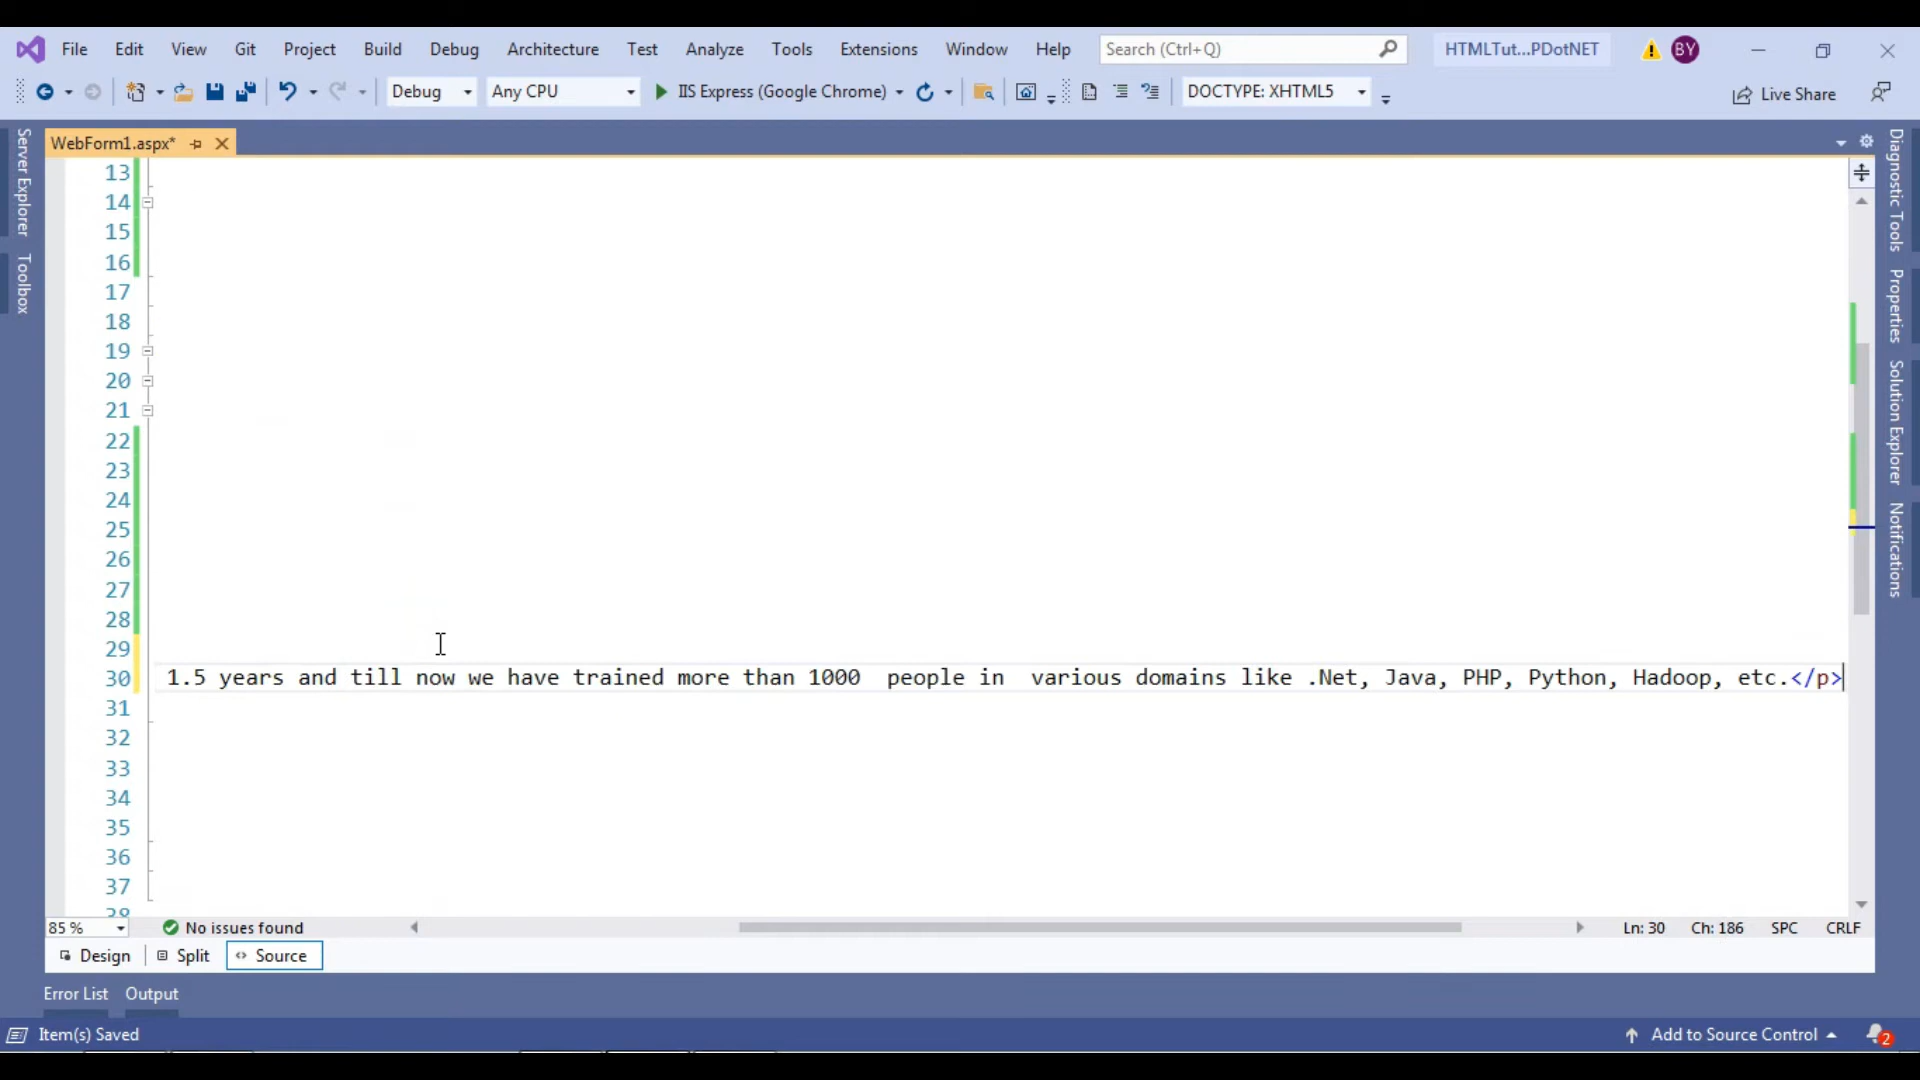 File Edit View Git Project Build Debug Architecture Test Analyze Tools Extensions Window Help Search (Ctrl+Q) HTMLTut...PDotNET BY
Debug Any CPU IIS Express (Google Chrome) DOCTYPE: XHTML5 Live Share
WebForm1.aspx*
Server Explorer
Toolbox
Diagnostic Tools
Properties
Solution Explorer
Notifications
13
14
15
16
17
18
19
20
21
22
23
24
25
26
27
28
29
30 1.5 years and till now we have trained more than 1000  people in  various domains like .Net, Java, PHP, Python, Hadoop, etc.</p>
31
32
33
34
35
36
37
38
85 % No issues found Ln: 30 Ch: 186 SPC CRLF
Design Split Source
Error List Output
Item(s) Saved Add to Source Control 2